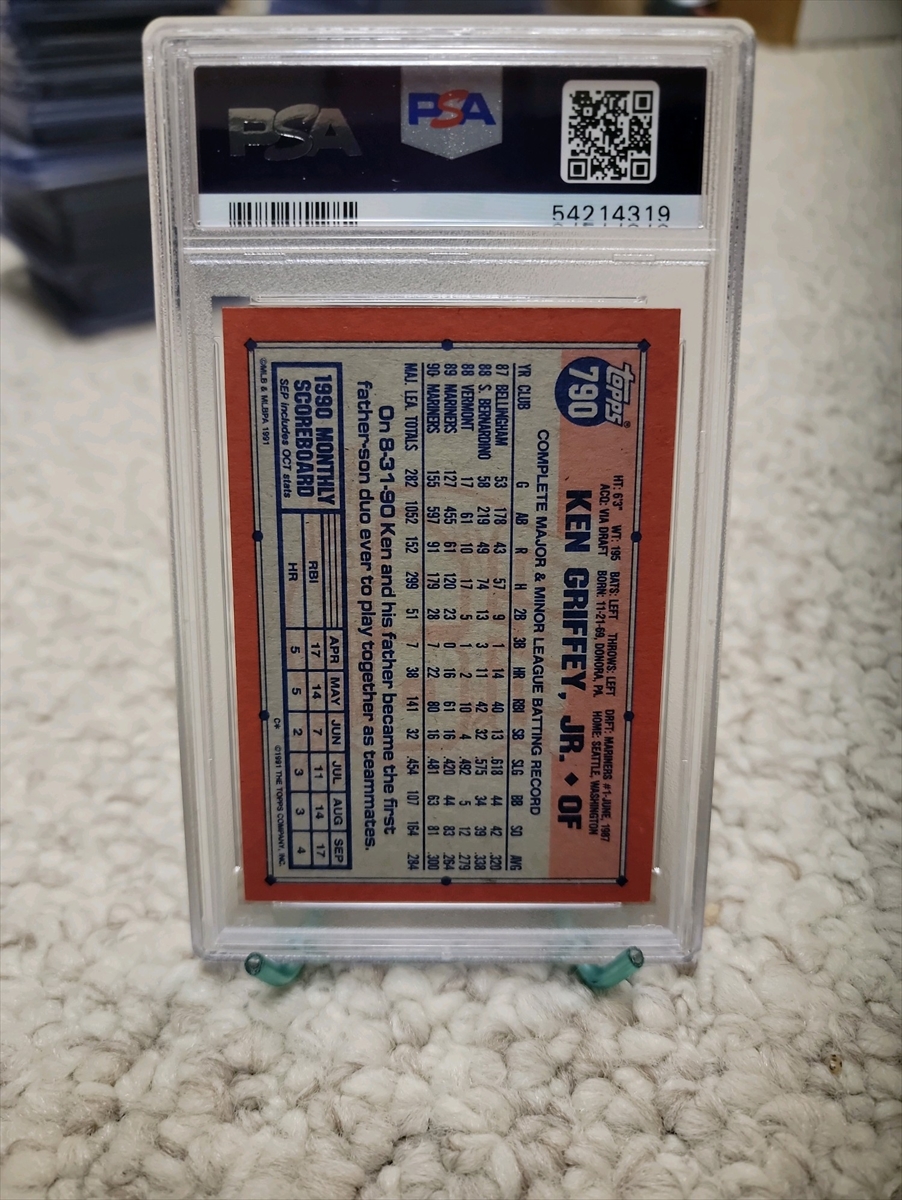 PSA
PSA
54214319
topps®
790
HT: 6'3" WT: 195 BATS: LEFT THROWS: LEFT DRFT: MARINERS #1-JUNE, 1987
ACQ: VIA DRAFT BORN: 11-21-69, DONORA, PA. HOME: SEATTLE, WASHINGTON
KEN GRIFFEY, JR. ◆ OF
COMPLETE MAJOR & MINOR LEAGUE BATTING RECORD
YR CLUB G AB R H 2B 3B HR RBI SB SLG BB SO AVG
87 BELLINGHAM 53 178 43 57 9 1 14 40 13 .618 44 42 .320
88 S. BERNARDINO 58 219 49 74 13 3 11 42 32 .575 34 39 .338
88 VERMONT 17 61 10 17 5 1 2 10 4 .492 5 12 .279
89 MARINERS 127 455 61 120 23 0 16 61 16 .420 44 83 .264
90 MARINERS 155 597 91 179 28 7 22 80 16 .481 63 81 .300
MAJ. LEA. TOTALS 282 1052 152 299 51 7 38 141 32 .454 107 164 .284
On 8-31-90 Ken and his father became the first
father-son duo ever to play together as teammates.
1990 MONTHLY
SCOREBOARD
SEP includes OCT stats
APR MAY JUN JUL AUG SEP
RBI 17 14 7 11 14 17
HR 5 5 2 3 3 4
©MLB & MLBPA 1991
C* ©1991 THE TOPPS COMPANY, INC.